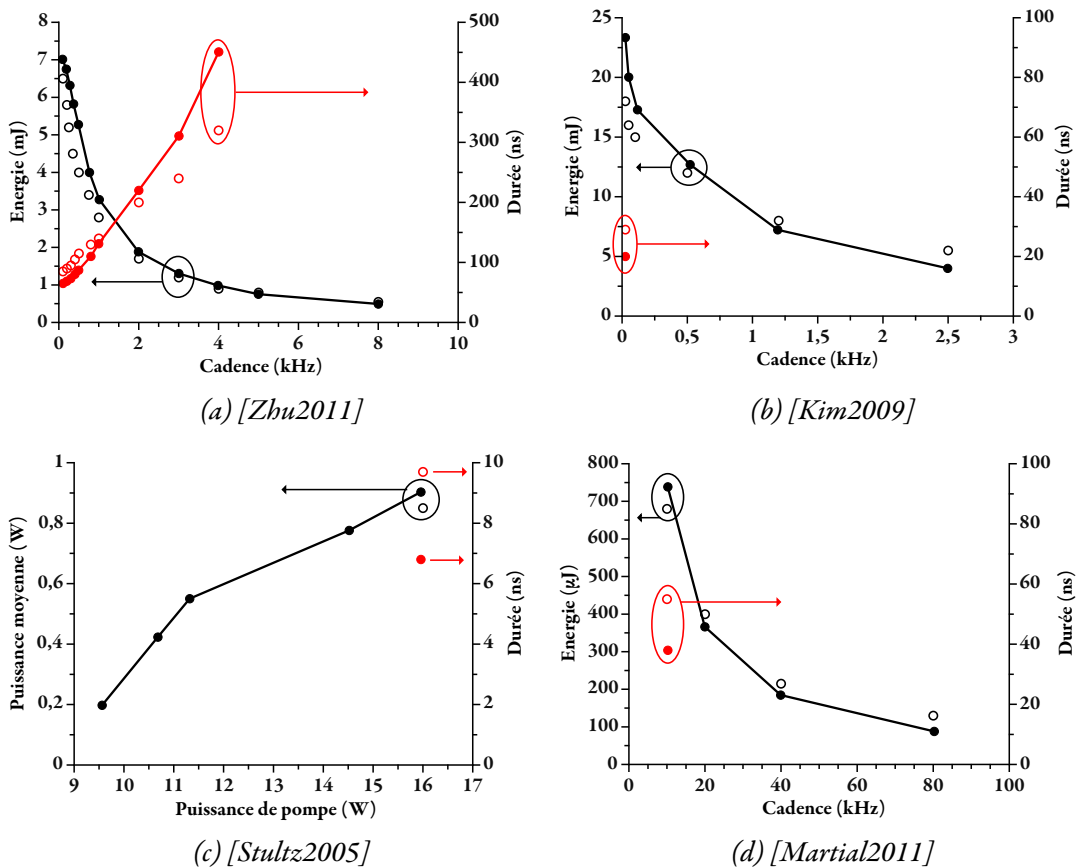 8
7
6
5
4
3
2
1
0
Energie (mJ)
500
400
300
200
100
0
Durée (ns)
0 2 4 6 8 10
Cadence (kHz)
(a) [Zhu2011]
25
20
15
10
5
0
Energie (mJ)
100
80
60
40
20
0
Durée (ns)
0 0,5 1 1,5 2 2,5 3
Cadence (kHz)
(b) [Kim2009]
1
0,8
0,6
0,4
0,2
0
Puissance moyenne (W)
10
8
6
4
2
0
Durée (ns)
9 10 11 12 13 14 15 16 17
Puissance de pompe (W)
(c) [Stultz2005]
800
700
600
500
400
300
200
100
0
Energie (µJ)
100
80
60
40
20
0
Durée (ns)
0 20 40 60 80 100
Cadence (kHz)
(d) [Martial2011]